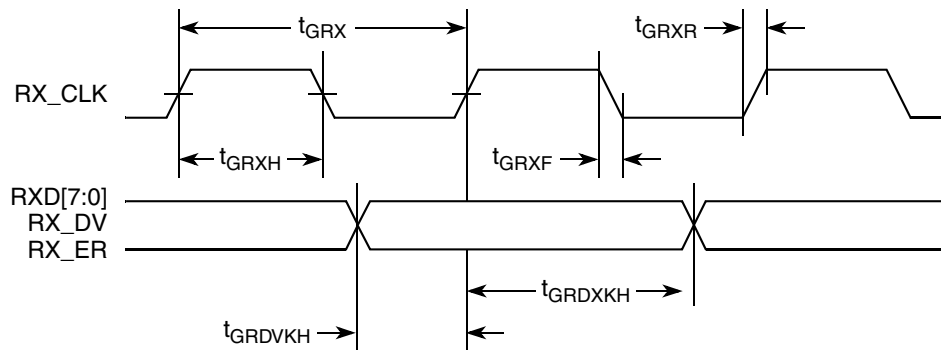 tGRX
tGRXR
RX_CLK
tGRXH
tGRXF
RXD[7:0]
RX_DV
RX_ER
tGRDXKH
tGRDVKH